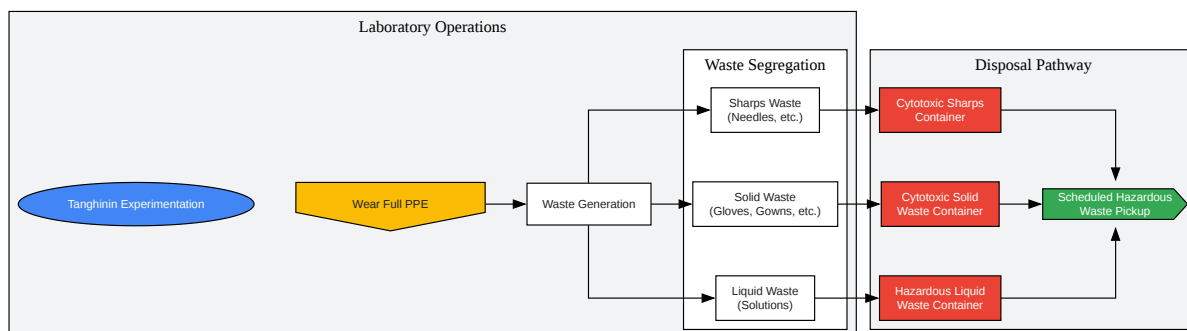 Laboratory Operations
Waste Segregation
Disposal Pathway
Sharps Waste
(Needles, etc.)
Cytotoxic Sharps
Container
Tanghinin Experimentation
Wear Full PPE
Waste Generation
Solid Waste
(Gloves, Gowns, etc.)
Cytotoxic Solid
Waste Container
Scheduled Hazardous
Waste Pickup
Liquid Waste
(Solutions)
Hazardous Liquid
Waste Container